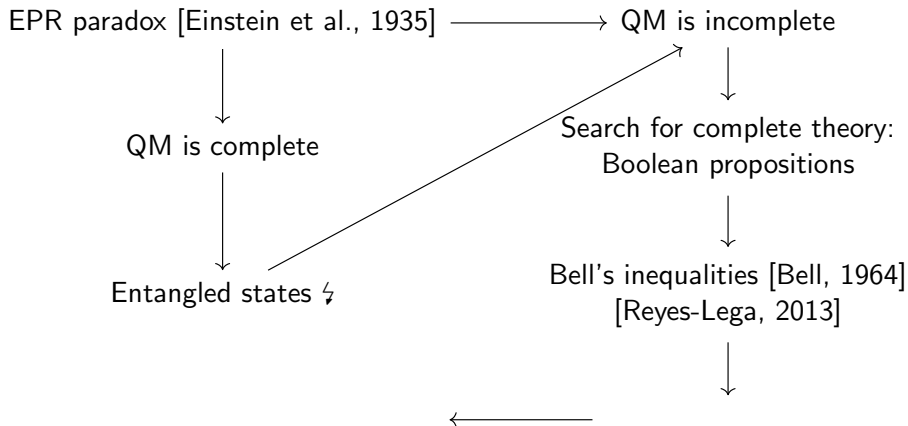 EPR paradox [Einstein et al., 1935]
QM is incomplete
QM is complete
Search for complete theory:
Boolean propositions
Entangled states ↯
Bell's inequalities [Bell, 1964]
[Reyes-Lega, 2013]